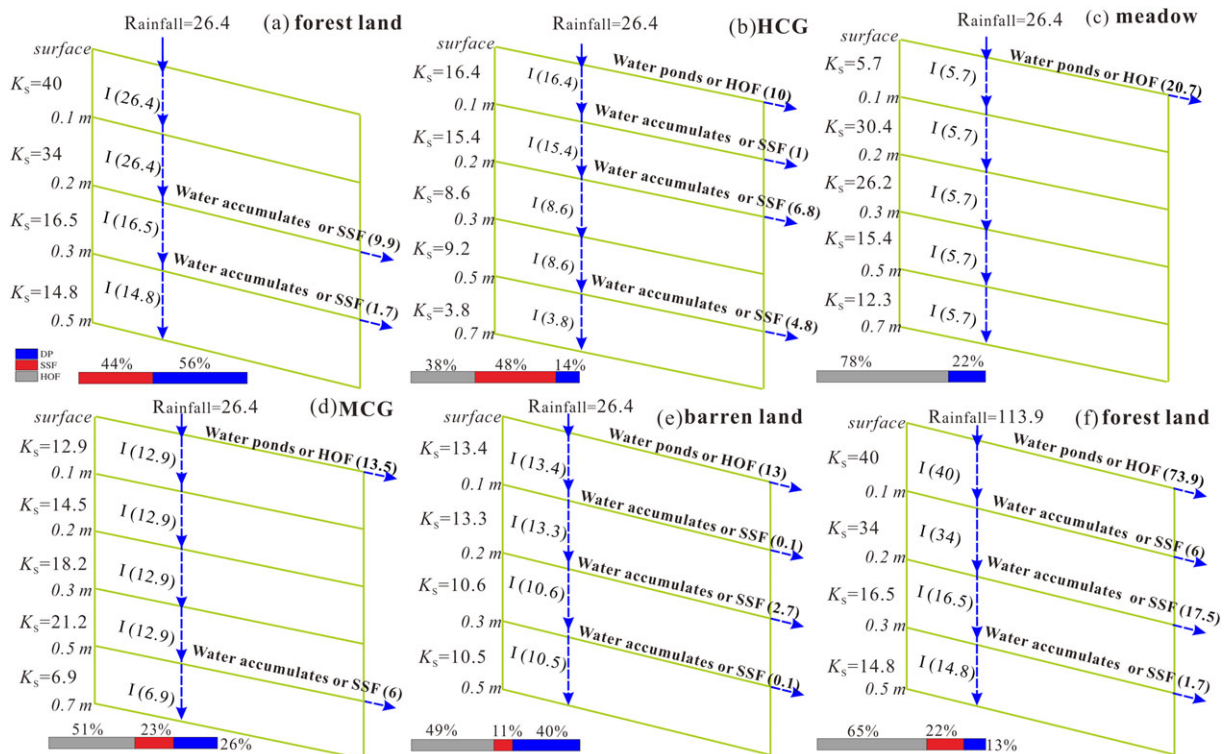 Rainfall=26.4
(a) forest land
surface
Ks=40
I (26.4)
0.1 m
Ks=34
I (26.4)
0.2 m
Water accumulates or SSF (9.9)
Ks=16.5
I (16.5)
0.3 m
Water accumulates or SSF (1.7)
Ks=14.8
I (14.8)
0.5 m
DP
SSF
HOF
44%
56%
Rainfall=26.4
(b) HCG
surface
Water ponds or HOF (10)
Ks=16.4
I (16.4)
0.1 m
Water accumulates or SSF (1)
Ks=15.4
I (15.4)
0.2 m
Water accumulates or SSF (6.8)
Ks=8.6
I (8.6)
0.3 m
Ks=9.2
I (8.6)
0.5 m
Water accumulates or SSF (4.8)
Ks=3.8
I (3.8)
0.7 m
38%
48%
14%
Rainfall=26.4
(c) meadow
surface
Water ponds or HOF (20.7)
Ks=5.7
I (5.7)
0.1 m
Ks=30.4
I (5.7)
0.2 m
Ks=26.2
I (5.7)
0.3 m
Ks=15.4
I (5.7)
0.5 m
Ks=12.3
I (5.7)
0.7 m
78%
22%
Rainfall=26.4
(d) MCG
surface
Water ponds or HOF (13.5)
Ks=12.9
I (12.9)
0.1 m
Ks=14.5
I (12.9)
0.2 m
Ks=18.2
I (12.9)
0.3 m
Ks=21.2
I (12.9)
0.5 m
Water accumulates or SSF (6)
Ks=6.9
I (6.9)
0.7 m
51%
23%
26%
Rainfall=26.4
(e) barren land
surface
Water ponds or HOF (13)
Ks=13.4
I (13.4)
0.1 m
Water accumulates or SSF (0.1)
Ks=13.3
I (13.3)
0.2 m
Water accumulates or SSF (2.7)
Ks=10.6
I (10.6)
0.3 m
Water accumulates or SSF (0.1)
Ks=10.5
I (10.5)
0.5 m
49%
11%
40%
Rainfall=113.9
(f) forest land
surface
Water ponds or HOF (73.9)
Ks=40
I (40)
0.1 m
Water accumulates or SSF (6)
Ks=34
I (34)
0.2 m
Water accumulates or SSF (17.5)
Ks=16.5
I (16.5)
0.3 m
Water accumulates or SSF (1.7)
Ks=14.8
I (14.8)
0.5 m
65%
22%
13%